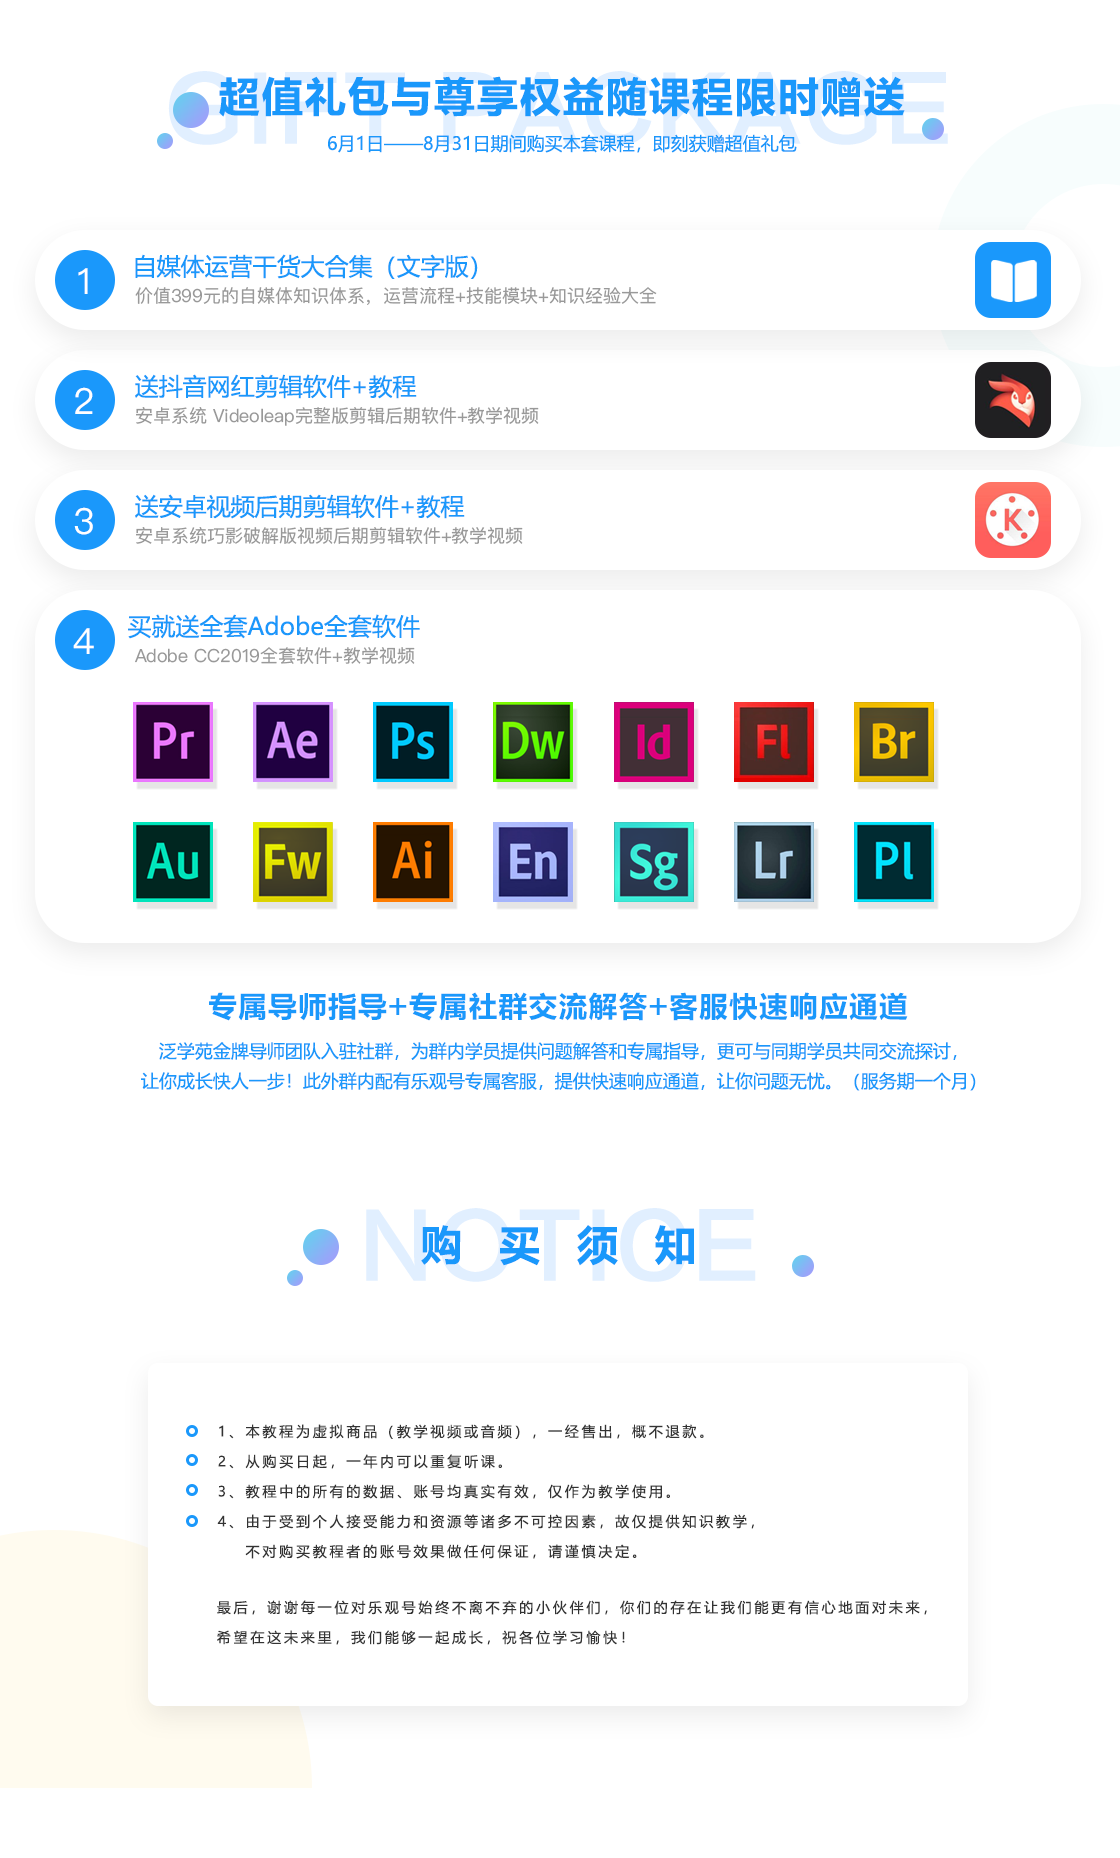 GIFT PACKAGE
超值礼包与尊享权益随课程限时赠送
6月1日——8月31日期间购买本套课程，即刻获赠超值礼包
1
自媒体运营干货大合集（文字版）
价值399元的自媒体知识体系，运营流程+技能模块+知识经验大全
2
送抖音网红剪辑软件+教程
安卓系统 Videoleap完整版剪辑后期软件+教学视频
3
送安卓视频后期剪辑软件+教程
安卓系统巧影破解版视频后期剪辑软件+教学视频
K
4
买就送全套Adobe全套软件
Adobe CC2019全套软件+教学视频
Pr Ae Ps Dw Id Fl Br
Au Fw Ai En Sg Lr Pl
专属导师指导+专属社群交流解答+客服快速响应通道
泛学苑金牌导师团队入驻社群，为群内学员提供问题解答和专属指导，更可与同期学员共同交流探讨，
让你成长快人一步！此外群内配有乐观号专属客服，提供快速响应通道，让你问题无忧。（服务期一个月）
NOTICE
购买须知
1、本教程为虚拟商品（教学视频或音频），一经售出，概不退款。
2、从购买日起，一年内可以重复听课。
3、教程中的所有的数据、账号均真实有效，仅作为教学使用。
4、由于受到个人接受能力和资源等诸多不可控因素，故仅提供知识教学，
不对购买教程者的账号效果做任何保证，请谨慎决定。
最后，谢谢每一位对乐观号始终不离不弃的小伙伴们，你们的存在让我们能更有信心地面对未来，
希望在这未来里，我们能够一起成长，祝各位学习愉快！